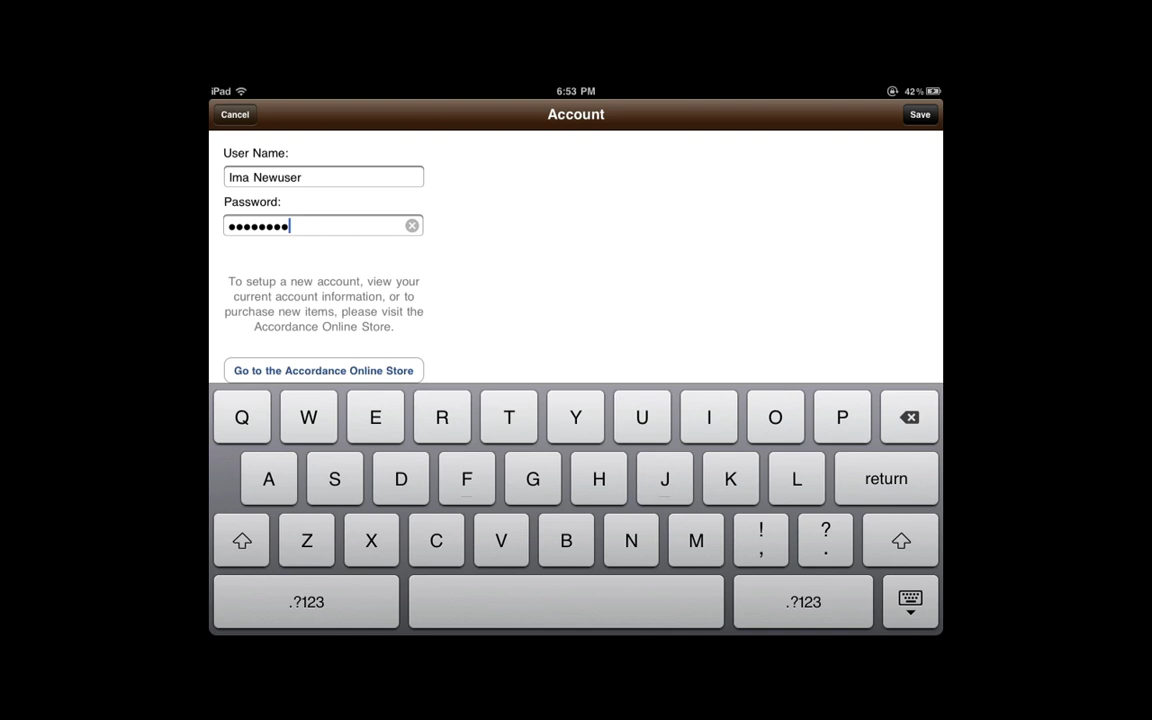 iPad 6:53 PM 42%
Cancel Account Save
User Name:
Ima Newuser
Password:
••••••••
To setup a new account, view your
current account information, or to
purchase new items, please visit the
Accordance Online Store.
Go to the Accordance Online Store
Q W E R T Y U I O P
A S D F G H J K L return
Z X C V B N M ! , ? .
.?123 .?123